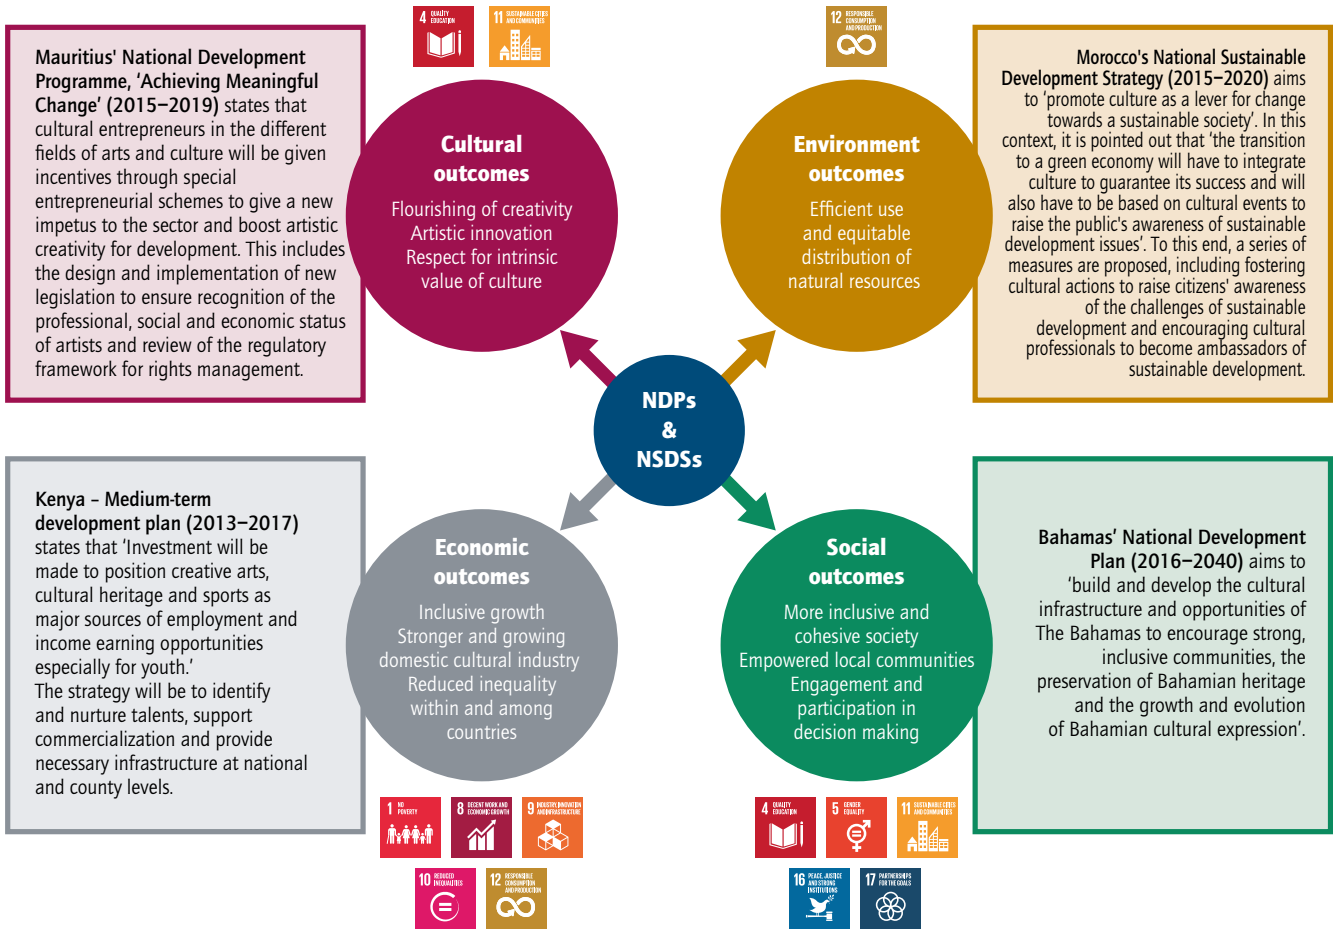 4 QUALITY
EDUCATION
11 SUSTAINABLE CITIES
AND COMMUNITIES
12 RESPONSIBLE
CONSUMPTION
AND PRODUCTION
Mauritius' National Development
Programme, ‘Achieving Meaningful
Change’ (2015–2019) states that
cultural entrepreneurs in the different
fields of arts and culture will be given
incentives through special
entrepreneurial schemes to give a new
impetus to the sector and boost artistic
creativity for development. This includes
the design and implementation of new
legislation to ensure recognition of the
professional, social and economic status
of artists and review of the regulatory
framework for rights management.
Cultural
outcomes
Flourishing of creativity
Artistic innovation
Respect for intrinsic
value of culture
Environment
outcomes
Efficient use
and equitable
distribution of
natural resources
Morocco's National Sustainable
Development Strategy (2015–2020) aims
to ‘promote culture as a lever for change
towards a sustainable society’. In this
context, it is pointed out that ‘the transition
to a green economy will have to integrate
culture to guarantee its success and will
also have to be based on cultural events to
raise the public's awareness of sustainable
development issues’. To this end, a series of
measures are proposed, including fostering
cultural actions to raise citizens' awareness
of the challenges of sustainable
development and encouraging cultural
professionals to become ambassadors of
sustainable development.
NDPs
&
NSDSs
Kenya – Medium-term
development plan (2013–2017)
states that ‘Investment will be
made to position creative arts,
cultural heritage and sports as
major sources of employment and
income earning opportunities
especially for youth.’
The strategy will be to identify
and nurture talents, support
commercialization and provide
necessary infrastructure at national
and county levels.
Economic
outcomes
Inclusive growth
Stronger and growing
domestic cultural industry
Reduced inequality
within and among
countries
Social
outcomes
More inclusive and
cohesive society
Empowered local communities
Engagement and
participation in
decision making
Bahamas’ National Development
Plan (2016–2040) aims to
‘build and develop the cultural
infrastructure and opportunities of
The Bahamas to encourage strong,
inclusive communities, the
preservation of Bahamian heritage
and the growth and evolution
of Bahamian cultural expression’.
1 NO
POVERTY
8 DECENT WORK AND
ECONOMIC GROWTH
9 INDUSTRY, INNOVATION
AND INFRASTRUCTURE
10 REDUCED
INEQUALITIES
12 RESPONSIBLE
CONSUMPTION
AND PRODUCTION
4 QUALITY
EDUCATION
5 GENDER
EQUALITY
11 SUSTAINABLE CITIES
AND COMMUNITIES
16 PEACE, JUSTICE
AND STRONG
INSTITUTIONS
17 PARTNERSHIPS
FOR THE GOALS